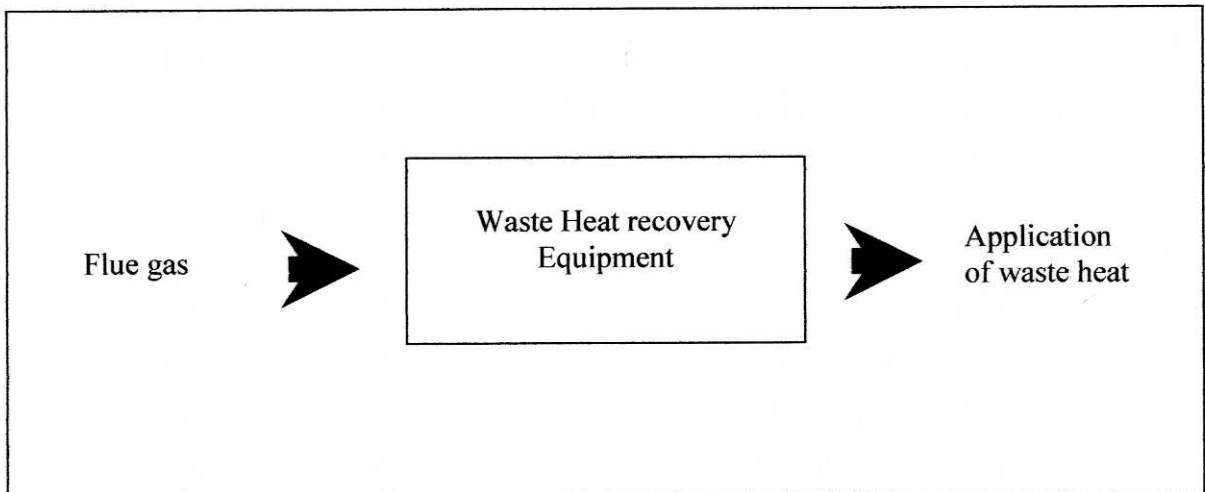 Flue gas
Waste Heat recovery
Equipment
Application
of waste heat